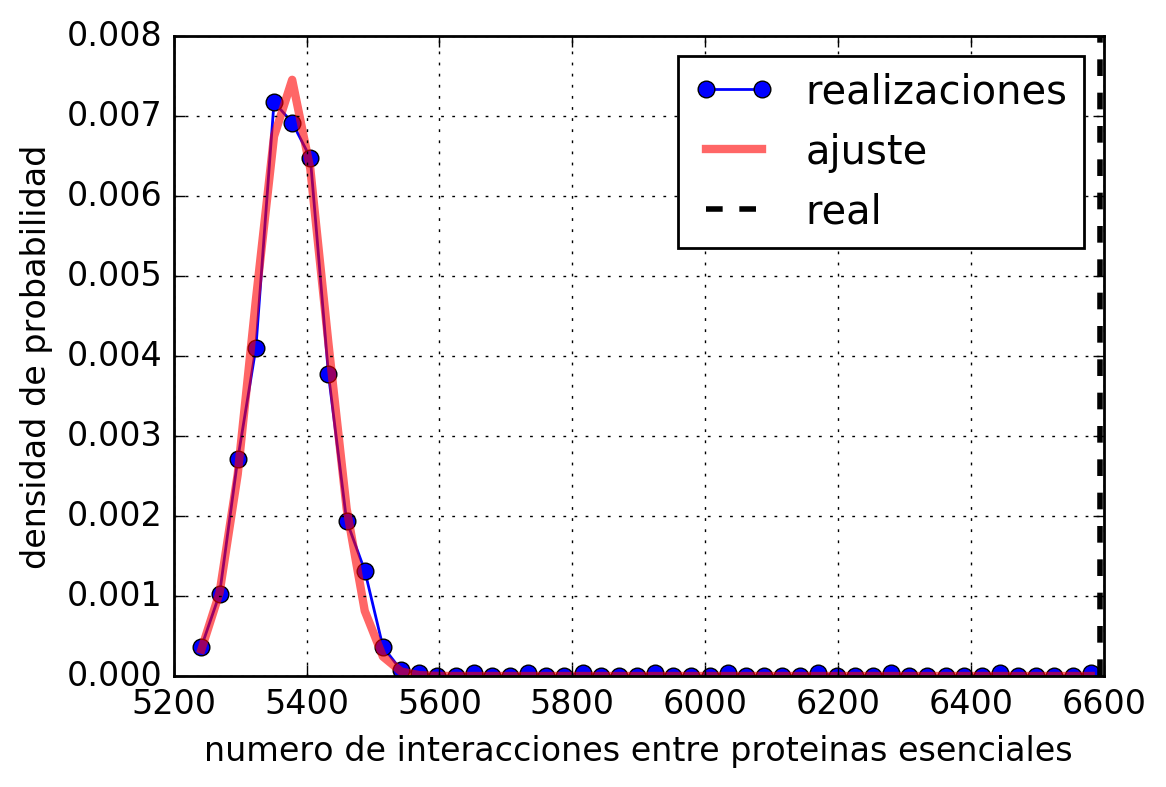 0.008
0.007
0.006
0.005
0.004
0.003
0.002
0.001
0.000
densidad de probabilidad
realizaciones
ajuste
real
5200 5400 5600 5800 6000 6200 6400 6600
numero de interacciones entre proteinas esenciales